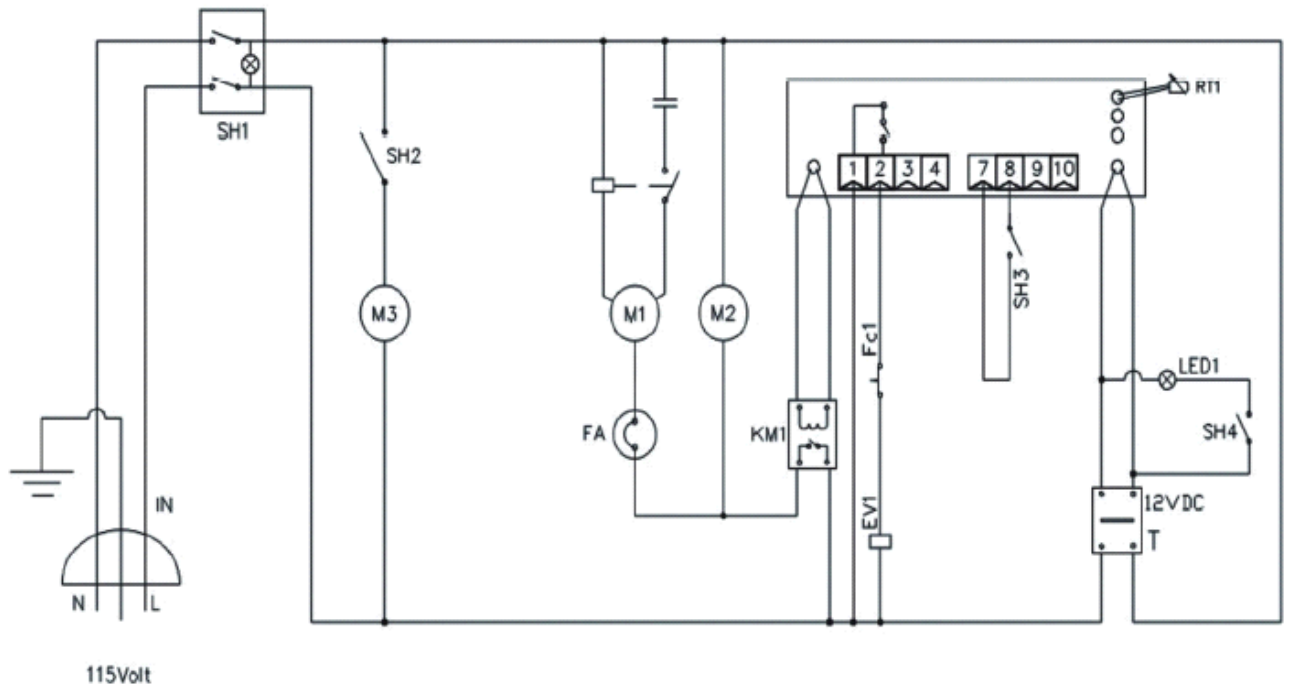 SH1
SH2
RT1
1 2 3 4
7 8 9 10
SH3
M3
M1
M2
Fc1
LED1
FA
KM1
SH4
EV1
12VDC
T
IN
N
L
115Volt